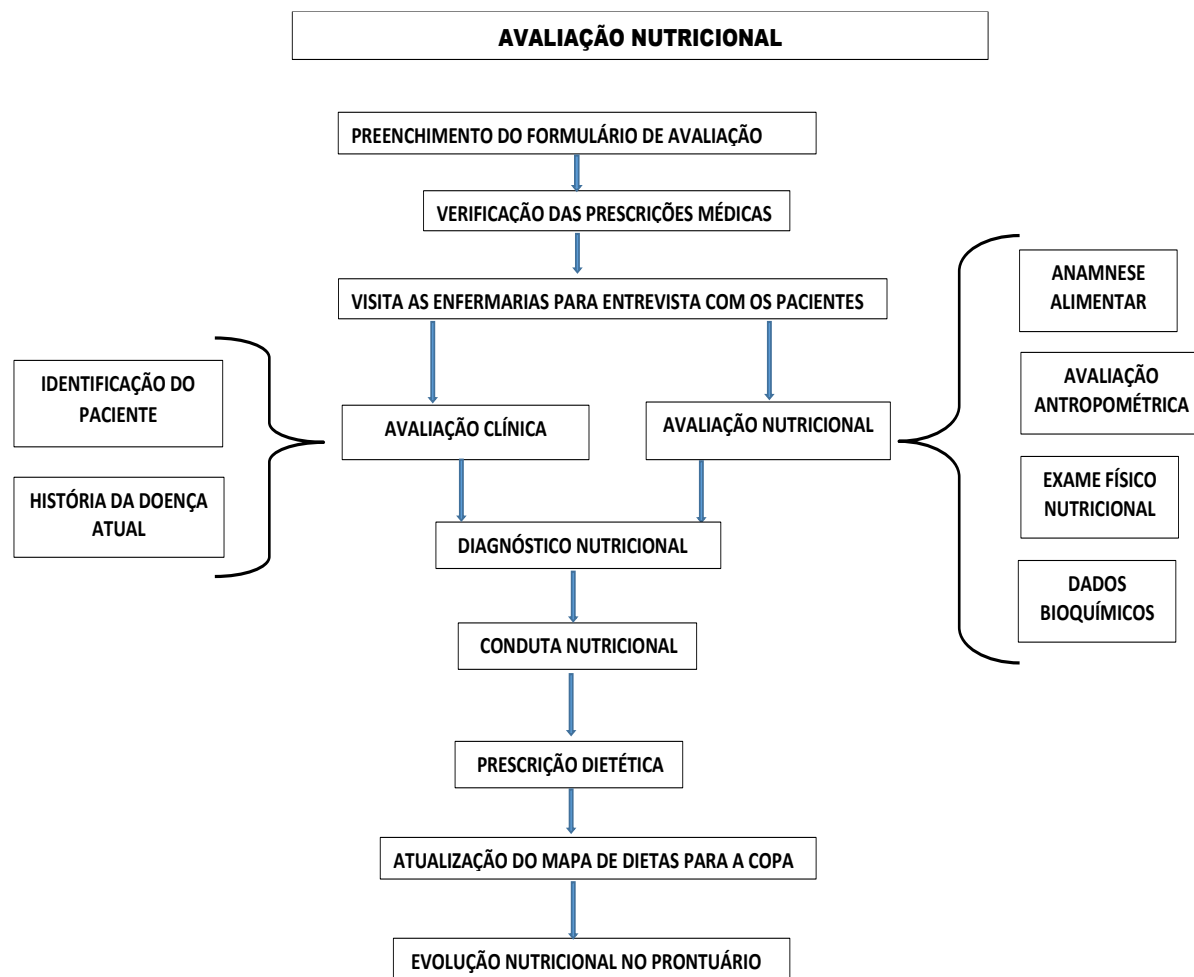 AVALIAÇÃO NUTRICIONAL
PREENCHIMENTO DO FORMULÁRIO DE AVALIAÇÃO
VERIFICAÇÃO DAS PRESCRIÇÕES MÉDICAS
VISITA AS ENFERMARIAS PARA ENTREVISTA COM OS PACIENTES
IDENTIFICAÇÃO DO
PACIENTE
HISTÓRIA DA DOENÇA
ATUAL
AVALIAÇÃO CLÍNICA
AVALIAÇÃO NUTRICIONAL
ANAMNESE
ALIMENTAR
AVALIAÇÃO
ANTROPOMÉTRICA
EXAME FÍSICO
NUTRICIONAL
DADOS
BIOQUÍMICOS
DIAGNÓSTICO NUTRICIONAL
CONDUTA NUTRICIONAL
PRESCRIÇÃO DIETÉTICA
ATUALIZAÇÃO DO MAPA DE DIETAS PARA A COPA
EVOLUÇÃO NUTRICIONAL NO PRONTUÁRIO